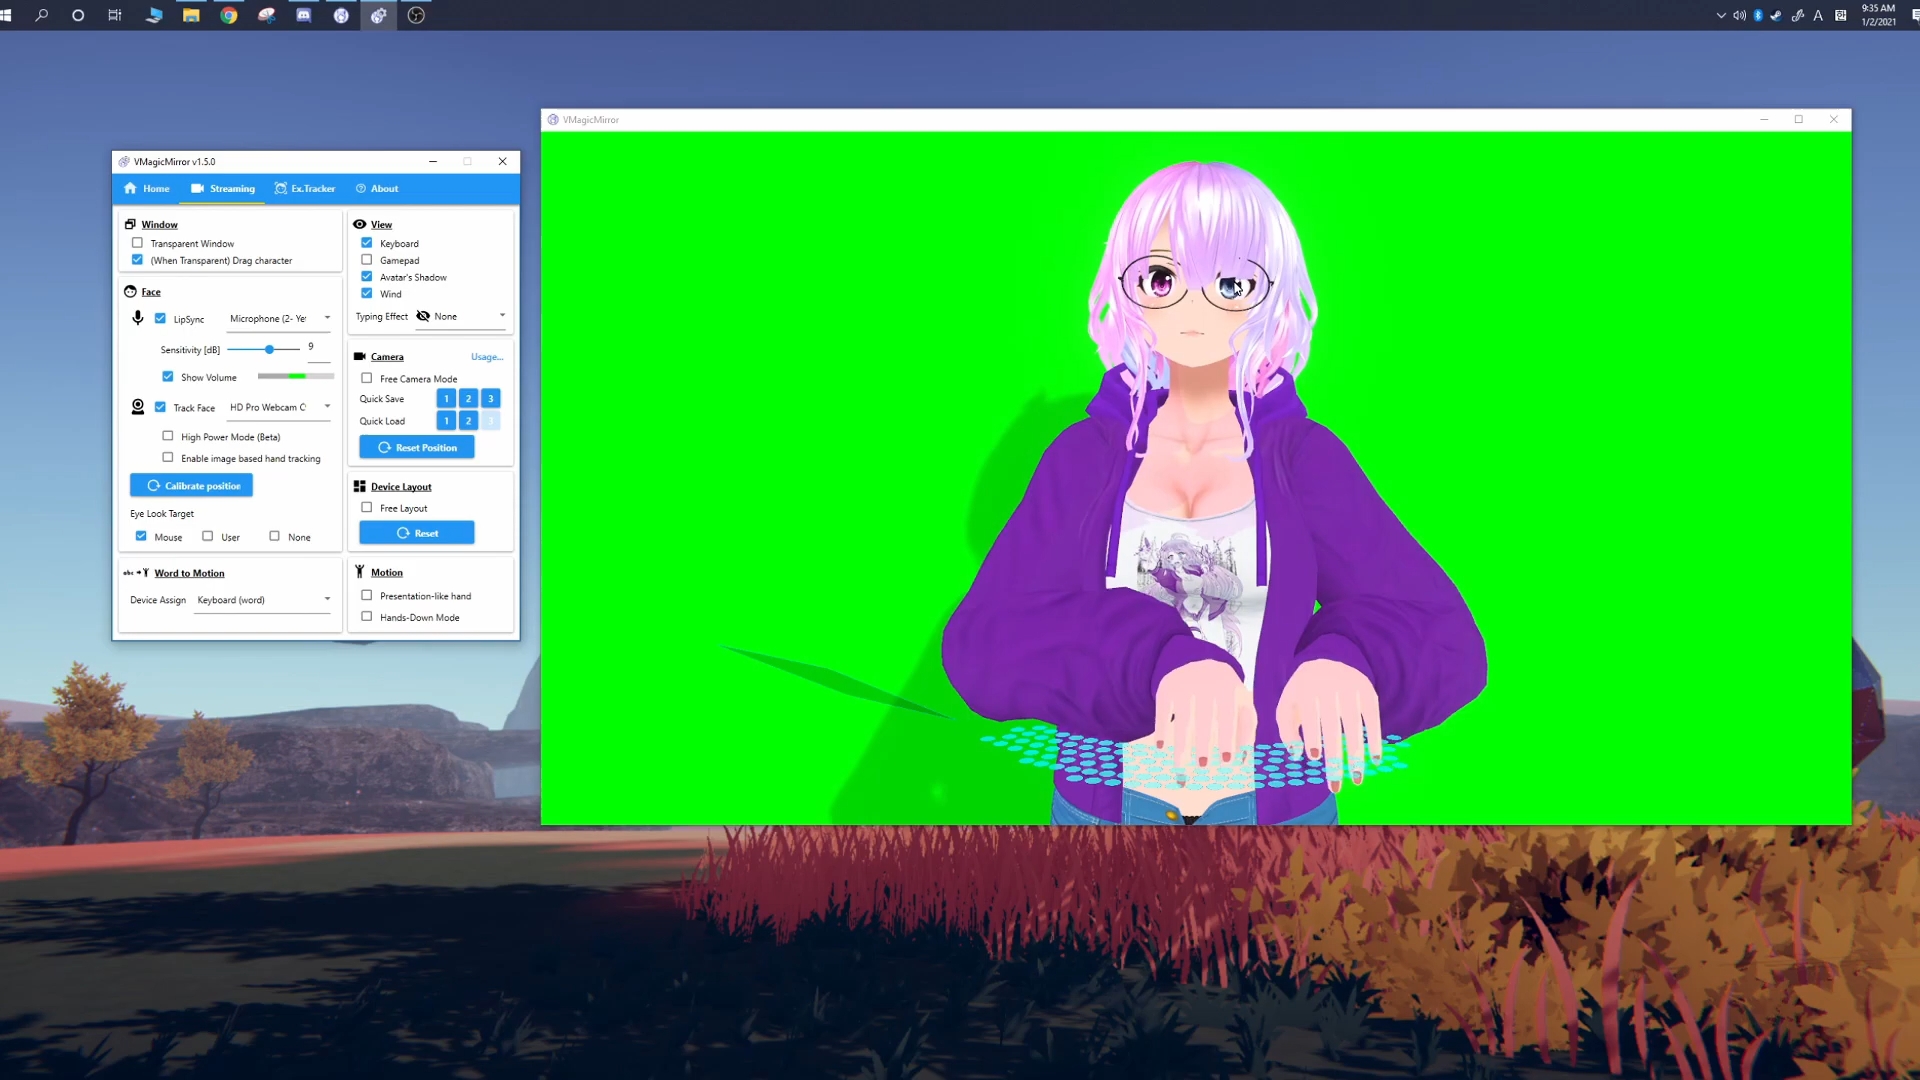 9:35 AM
A
1/2/2021
VMagicMirror
VMagicMirror v1.5.0
Home
Streaming
Ex.Tracker
About
Window
Transparent Window
(When Transparent) Drag character
Face
LipSync
Microphone (2- Ye
Sensitivity [dB]
9
Show Volume
Track Face
HD Pro Webcam C
High Power Mode (Beta)
Enable image based hand tracking
Calibrate position
Eye Look Target
Mouse
User
None
Word to Motion
Device Assign
Keyboard (word)
View
Keyboard
Gamepad
Avatar's Shadow
Wind
Typing Effect
None
Camera
Usage...
Free Camera Mode
Quick Save
1 2 3
Quick Load
1 2 3
Reset Position
Device Layout
Free Layout
Reset
Motion
Presentation-like hand
Hands-Down Mode